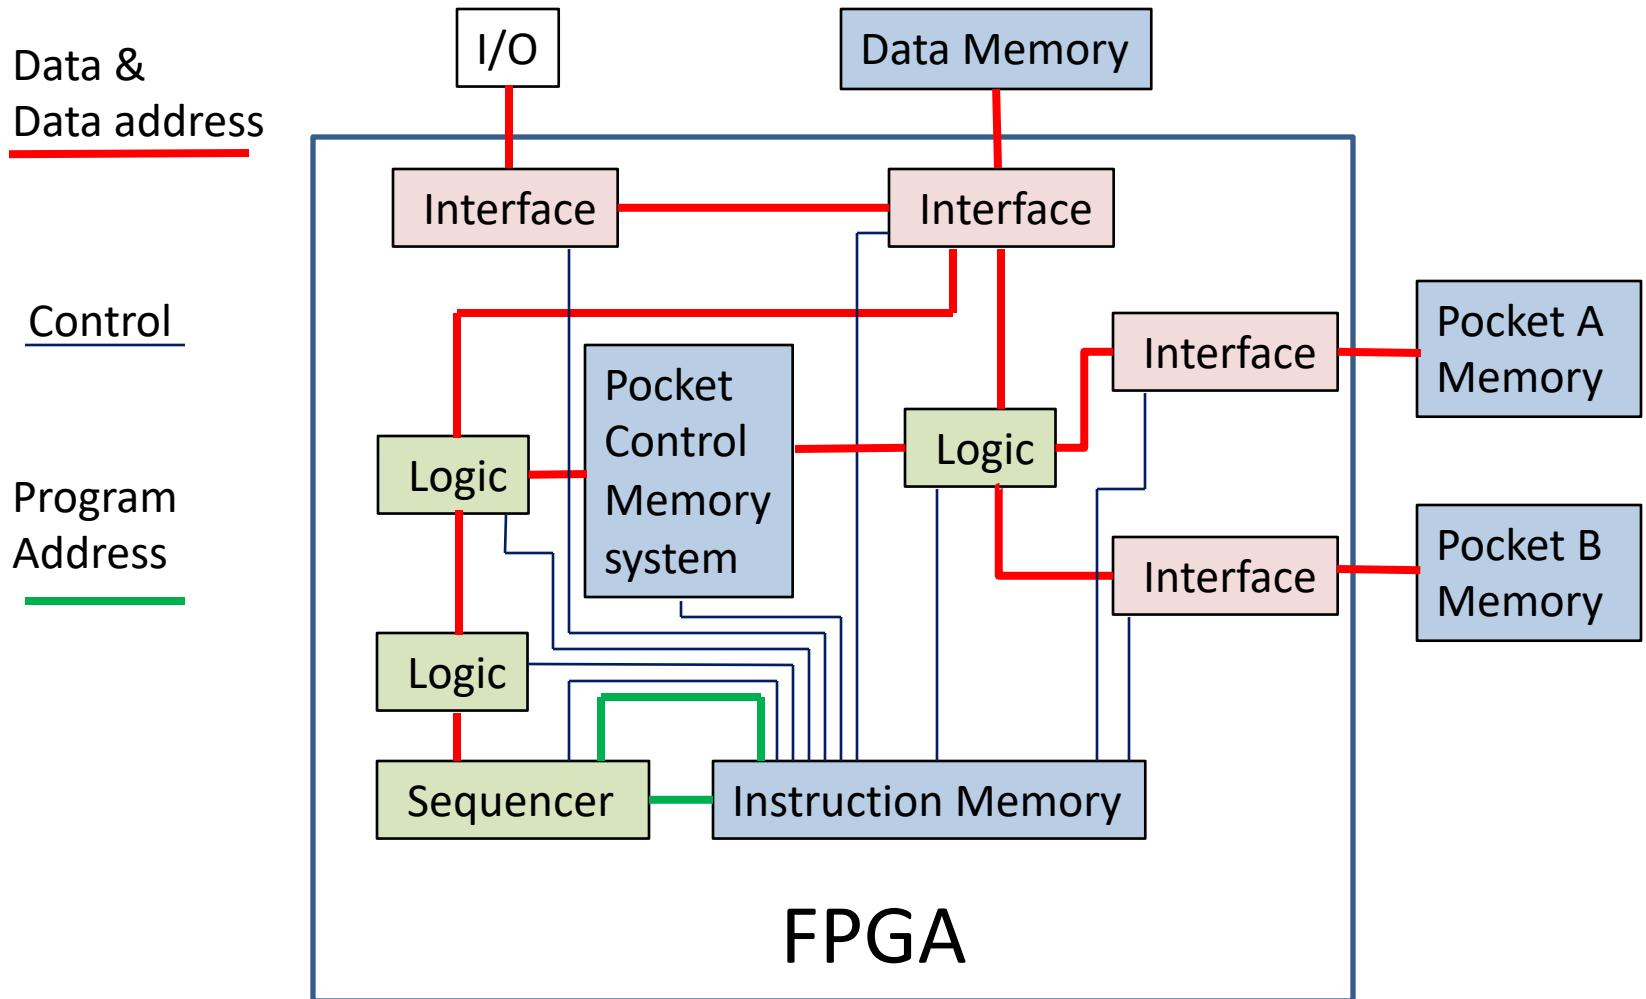 Data &
Data address
Control
Program
Address
I/O
Data Memory
Interface
Interface
Pocket
Control
Memory
system
Logic
Logic
Logic
Interface
Interface
Pocket A
Memory
Pocket B
Memory
Sequencer
Instruction Memory
FPGA